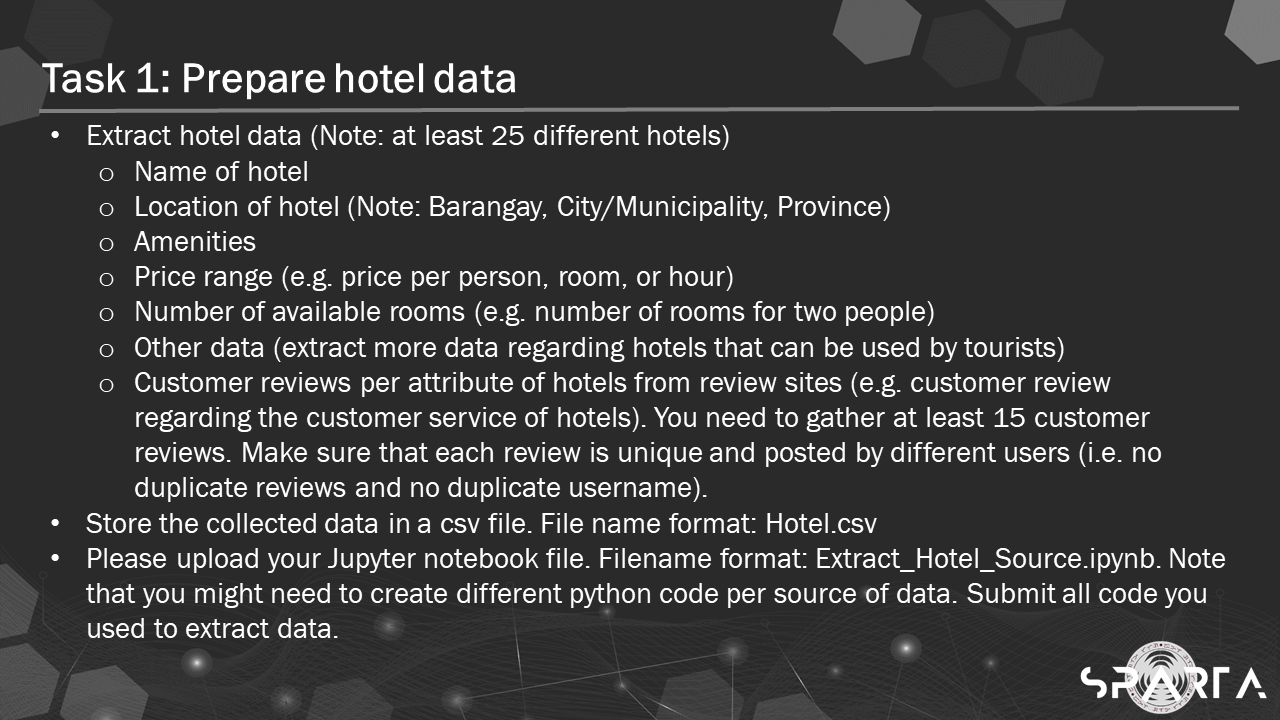 Task 1: Prepare hotel data
• Extract hotel data (Note: at least 25 different hotels)
o Name of hotel
o Location of hotel (Note: Barangay, City/Municipality, Province)
o Amenities
o Price range (e.g. price per person, room, or hour)
o Number of available rooms (e.g. number of rooms for two people)
o Other data (extract more data regarding hotels that can be used by tourists)
o Customer reviews per attribute of hotels from review sites (e.g. customer review
regarding the customer service of hotels). You need to gather at least 15 customer
reviews. Make sure that each review is unique and posted by different users (i.e. no
duplicate reviews and no duplicate username).
• Store the collected data in a csv file. File name format: Hotel.csv
• Please upload your Jupyter notebook file. Filename format: Extract_Hotel_Source.ipynb. Note
that you might need to create different python code per source of data. Submit all code you
used to extract data.
SPARTA